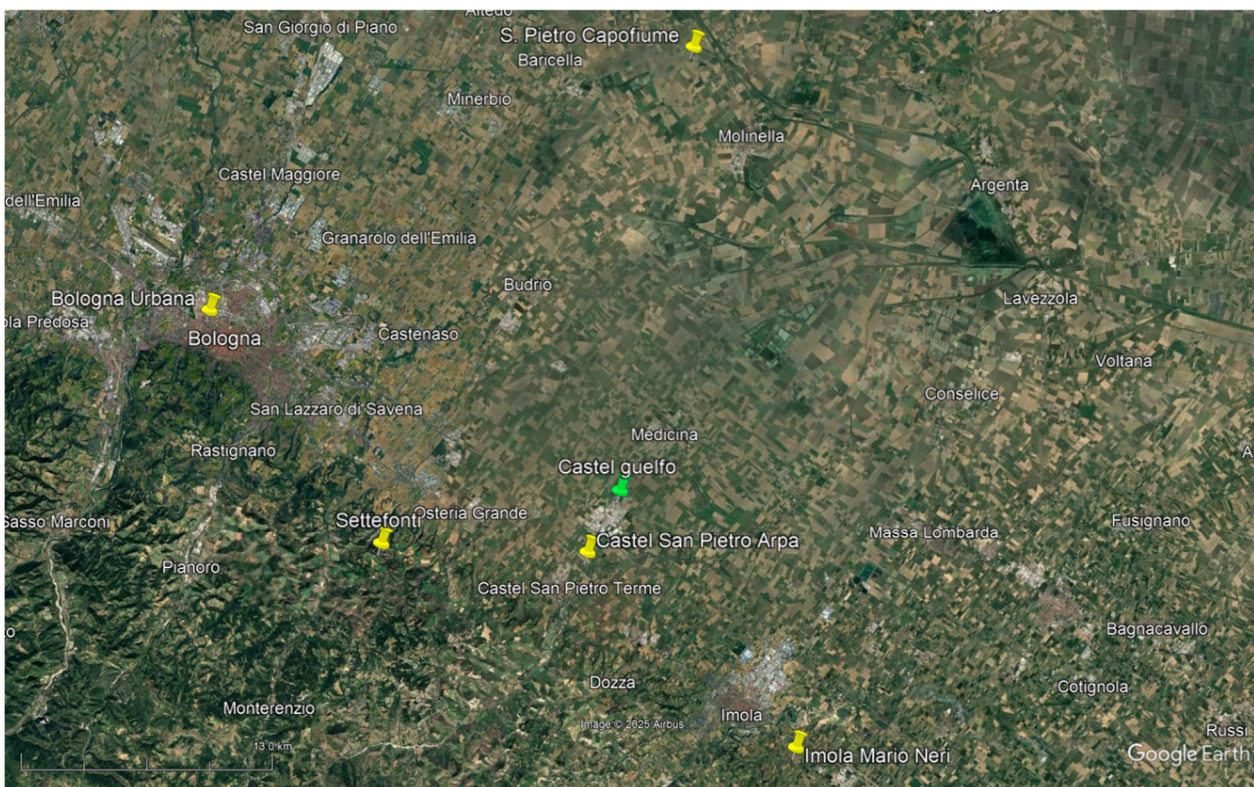 Altedo
San Giorgio di Piano
S. Pietro Capofiume
Baricella
Minerbio
Molinella
Castel Maggiore
Argenta
dell'Emilia
Granarolo dell'Emilia
Budrio
Bologna Urbana
Lavezzola
ola Predosa
Bologna
Castenaso
Voltana
Conselice
San Lazzaro di Savena
Medicina
Rastignano
A
Castel guelfo
Settefonti
Osteria Grande
Sasso Marconi
Fusignano
Massa Lombarda
Castel San Pietro Arpa
Pianoro
Castel San Pietro Terme
Bagnacavallo
Dozza
Cotignola
Monterenzio
Imola
Image © 2025 Airbus
Russi
13.0 km
Imola Mario Neri
Google Earth